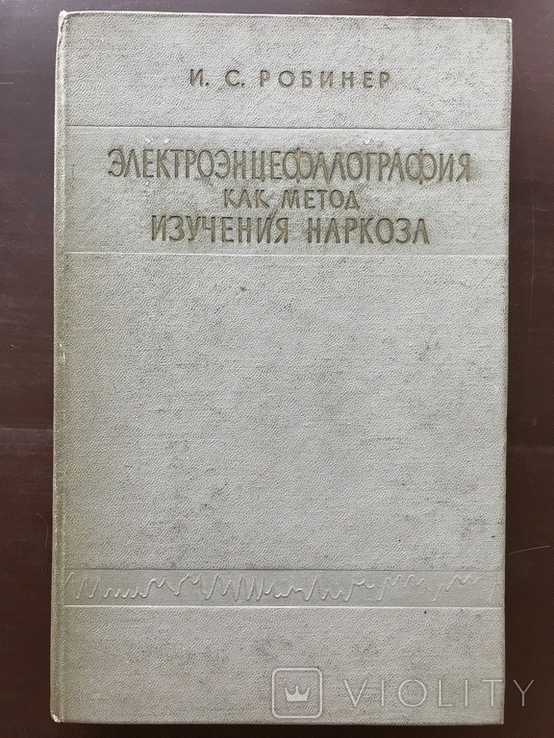 И. С. РОБИНЕР
ЭЛЕКТРОЭНЦЕФАЛОГРАФИЯ
КАК МЕТОД
ИЗУЧЕНИЯ НАРКОЗА
VIOLITY